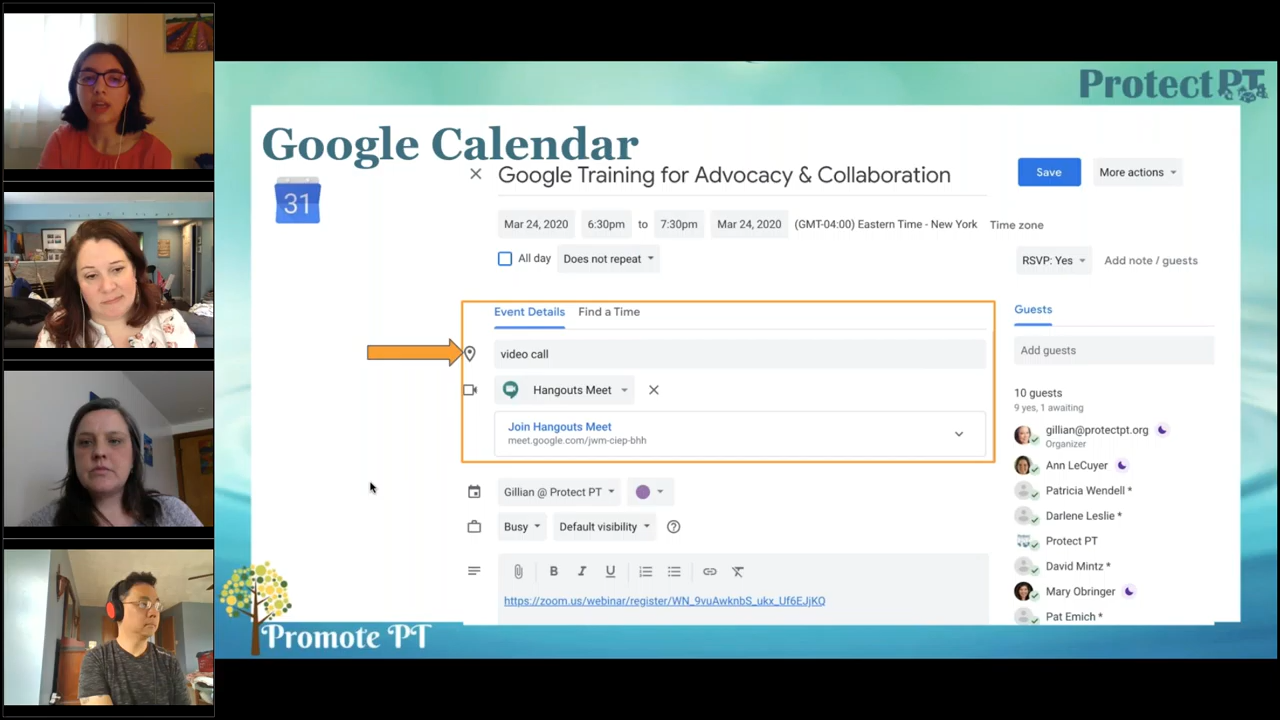 ProtectPT
Google Calendar
31
Google Training for Advocacy & Collaboration
Save
More actions
Mar 24, 2020 6:30pm to 7:30pm Mar 24, 2020 (GMT-04:00) Eastern Time - New York Time zone
All day Does not repeat
RSVP: Yes Add note / guests
Event Details Find a Time
Guests
video call
Add guests
Hangouts Meet
Join Hangouts Meet
meet.google.com/jwm-ciep-bhh
10 guests
9 yes, 1 awaiting
gillian@protectpt.org
Organizer
Ann LeCuyer
Patricia Wendell *
Darlene Leslie *
Protect PT
David Mintz *
Mary Obringer
Pat Emich *
Gillian @ Protect PT
Busy Default visibility
B I U
https://zoom.us/webinar/register/WN_9vuAwknbS_ukx_Uf6EJjKQ
Promote PT